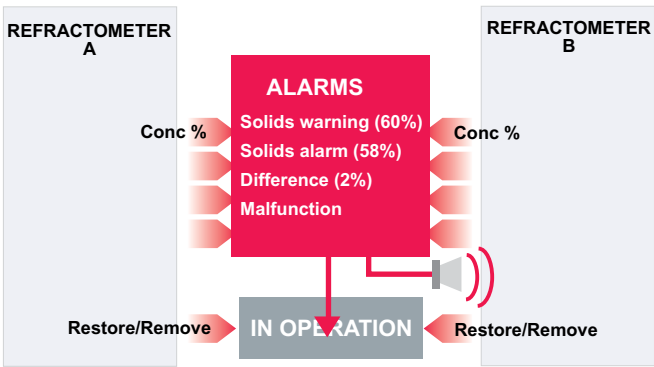 REFRACTOMETER
A
REFRACTOMETER
B
ALARMS
Solids warning (60%)
Solids alarm (58%)
Difference (2%)
Malfunction
Conc %
Conc %
Restore/Remove
IN OPERATION
Restore/Remove